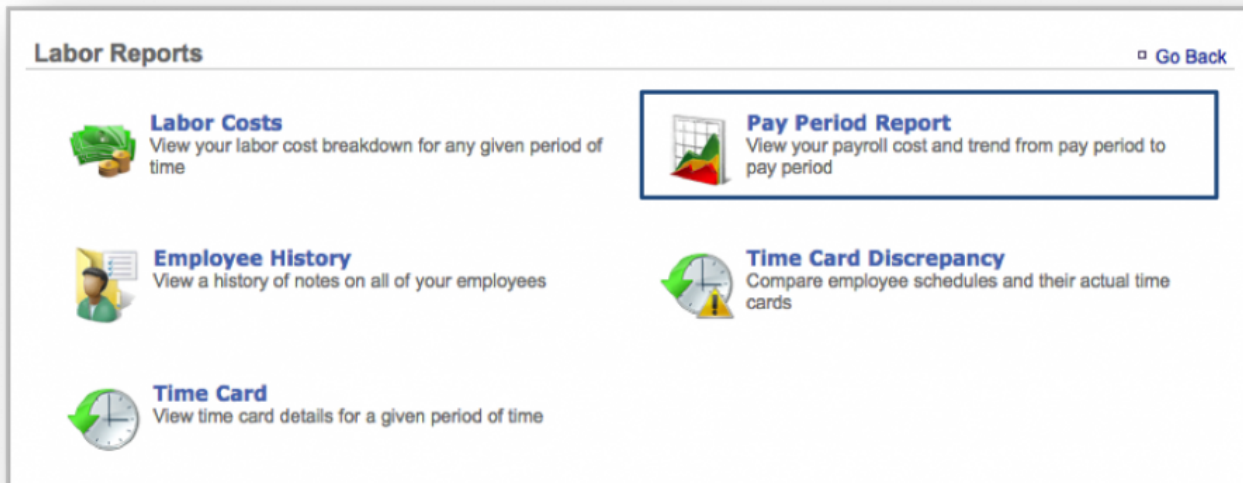 Labor Reports
Go Back
Labor Costs
View your labor cost breakdown for any given period of
time
Pay Period Report
View your payroll cost and trend from pay period to
pay period
Employee History
View a history of notes on all of your employees
Time Card Discrepancy
Compare employee schedules and their actual time
cards
Time Card
View time card details for a given period of time